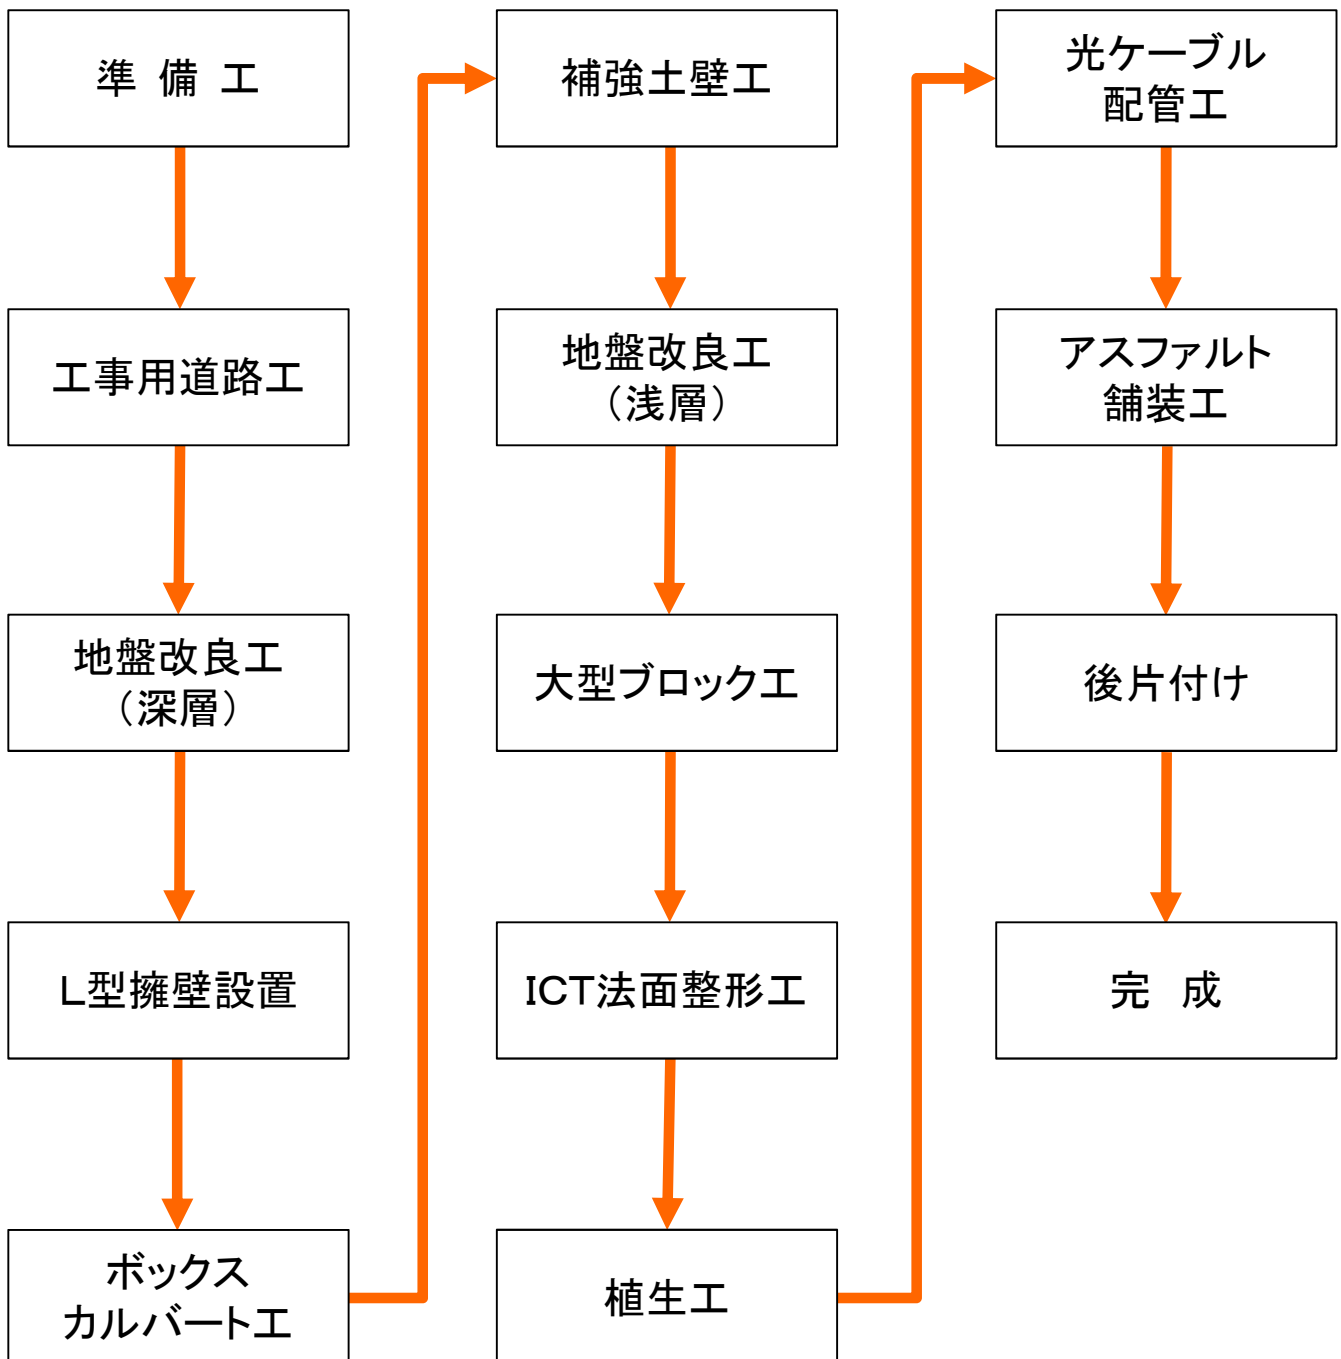 準 備 工
工事用道路工
地盤改良工
（深層）
L型擁壁設置
ボックス
カルバート工
補強土壁工
地盤改良工
（浅層）
大型ブロック工
ICT法面整形工
植生工
光ケーブル
配管工
アスファルト
舗装工
後片付け
完 成